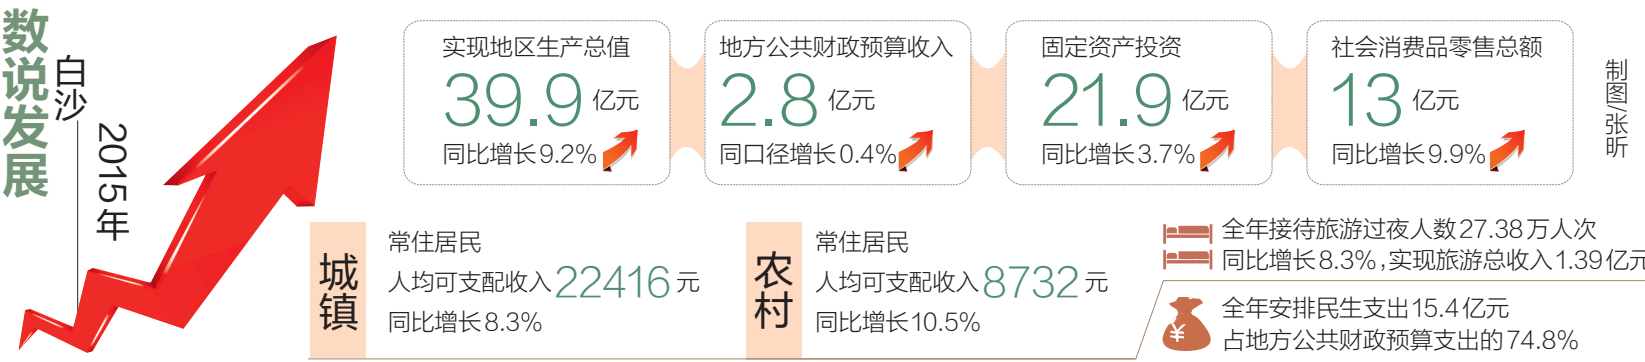 数说发展
白沙
2015年
实现地区生产总值
39.9亿元
同比增长9.2%
地方公共财政预算收入
2.8亿元
同口径增长0.4%
固定资产投资
21.9亿元
同比增长3.7%
社会消费品零售总额
13亿元
同比增长9.9%
制图/张昕
城镇
常住居民
人均可支配收入22416元
同比增长8.3%
农村
常住居民
人均可支配收入8732元
同比增长10.5%
全年接待旅游过夜人数27.38万人次
同比增长8.3%,实现旅游总收入1.39亿元
¥
全年安排民生支出15.4亿元
占地方公共财政预算支出的74.8%